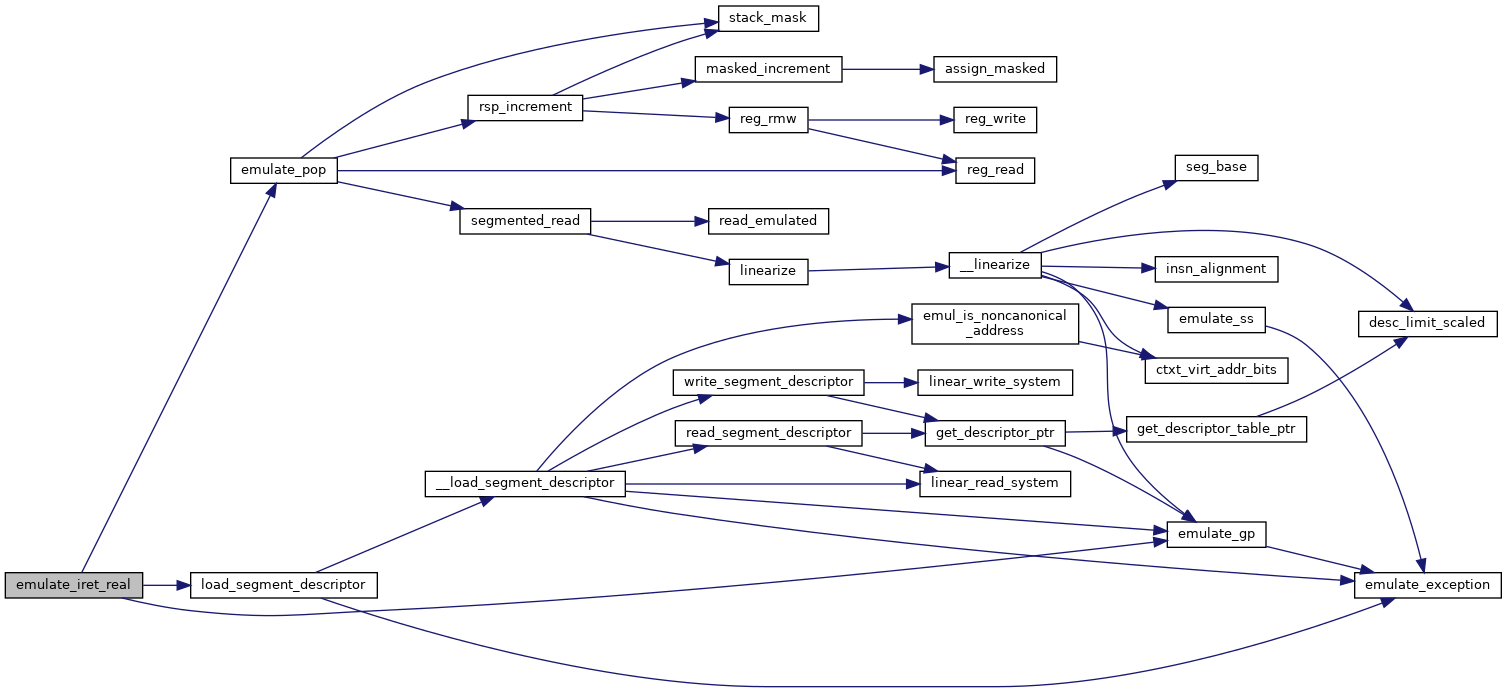 stack_mask
masked_increment
assign_masked
rsp_increment
reg_rmw
reg_write
emulate_pop
reg_read
seg_base
segmented_read
read_emulated
linearize
__linearize
insn_alignment
emul_is_noncanonical
_address
emulate_ss
desc_limit_scaled
ctxt_virt_addr_bits
write_segment_descriptor
linear_write_system
read_segment_descriptor
get_descriptor_ptr
get_descriptor_table_ptr
__load_segment_descriptor
linear_read_system
emulate_gp
emulate_iret_real
load_segment_descriptor
emulate_exception